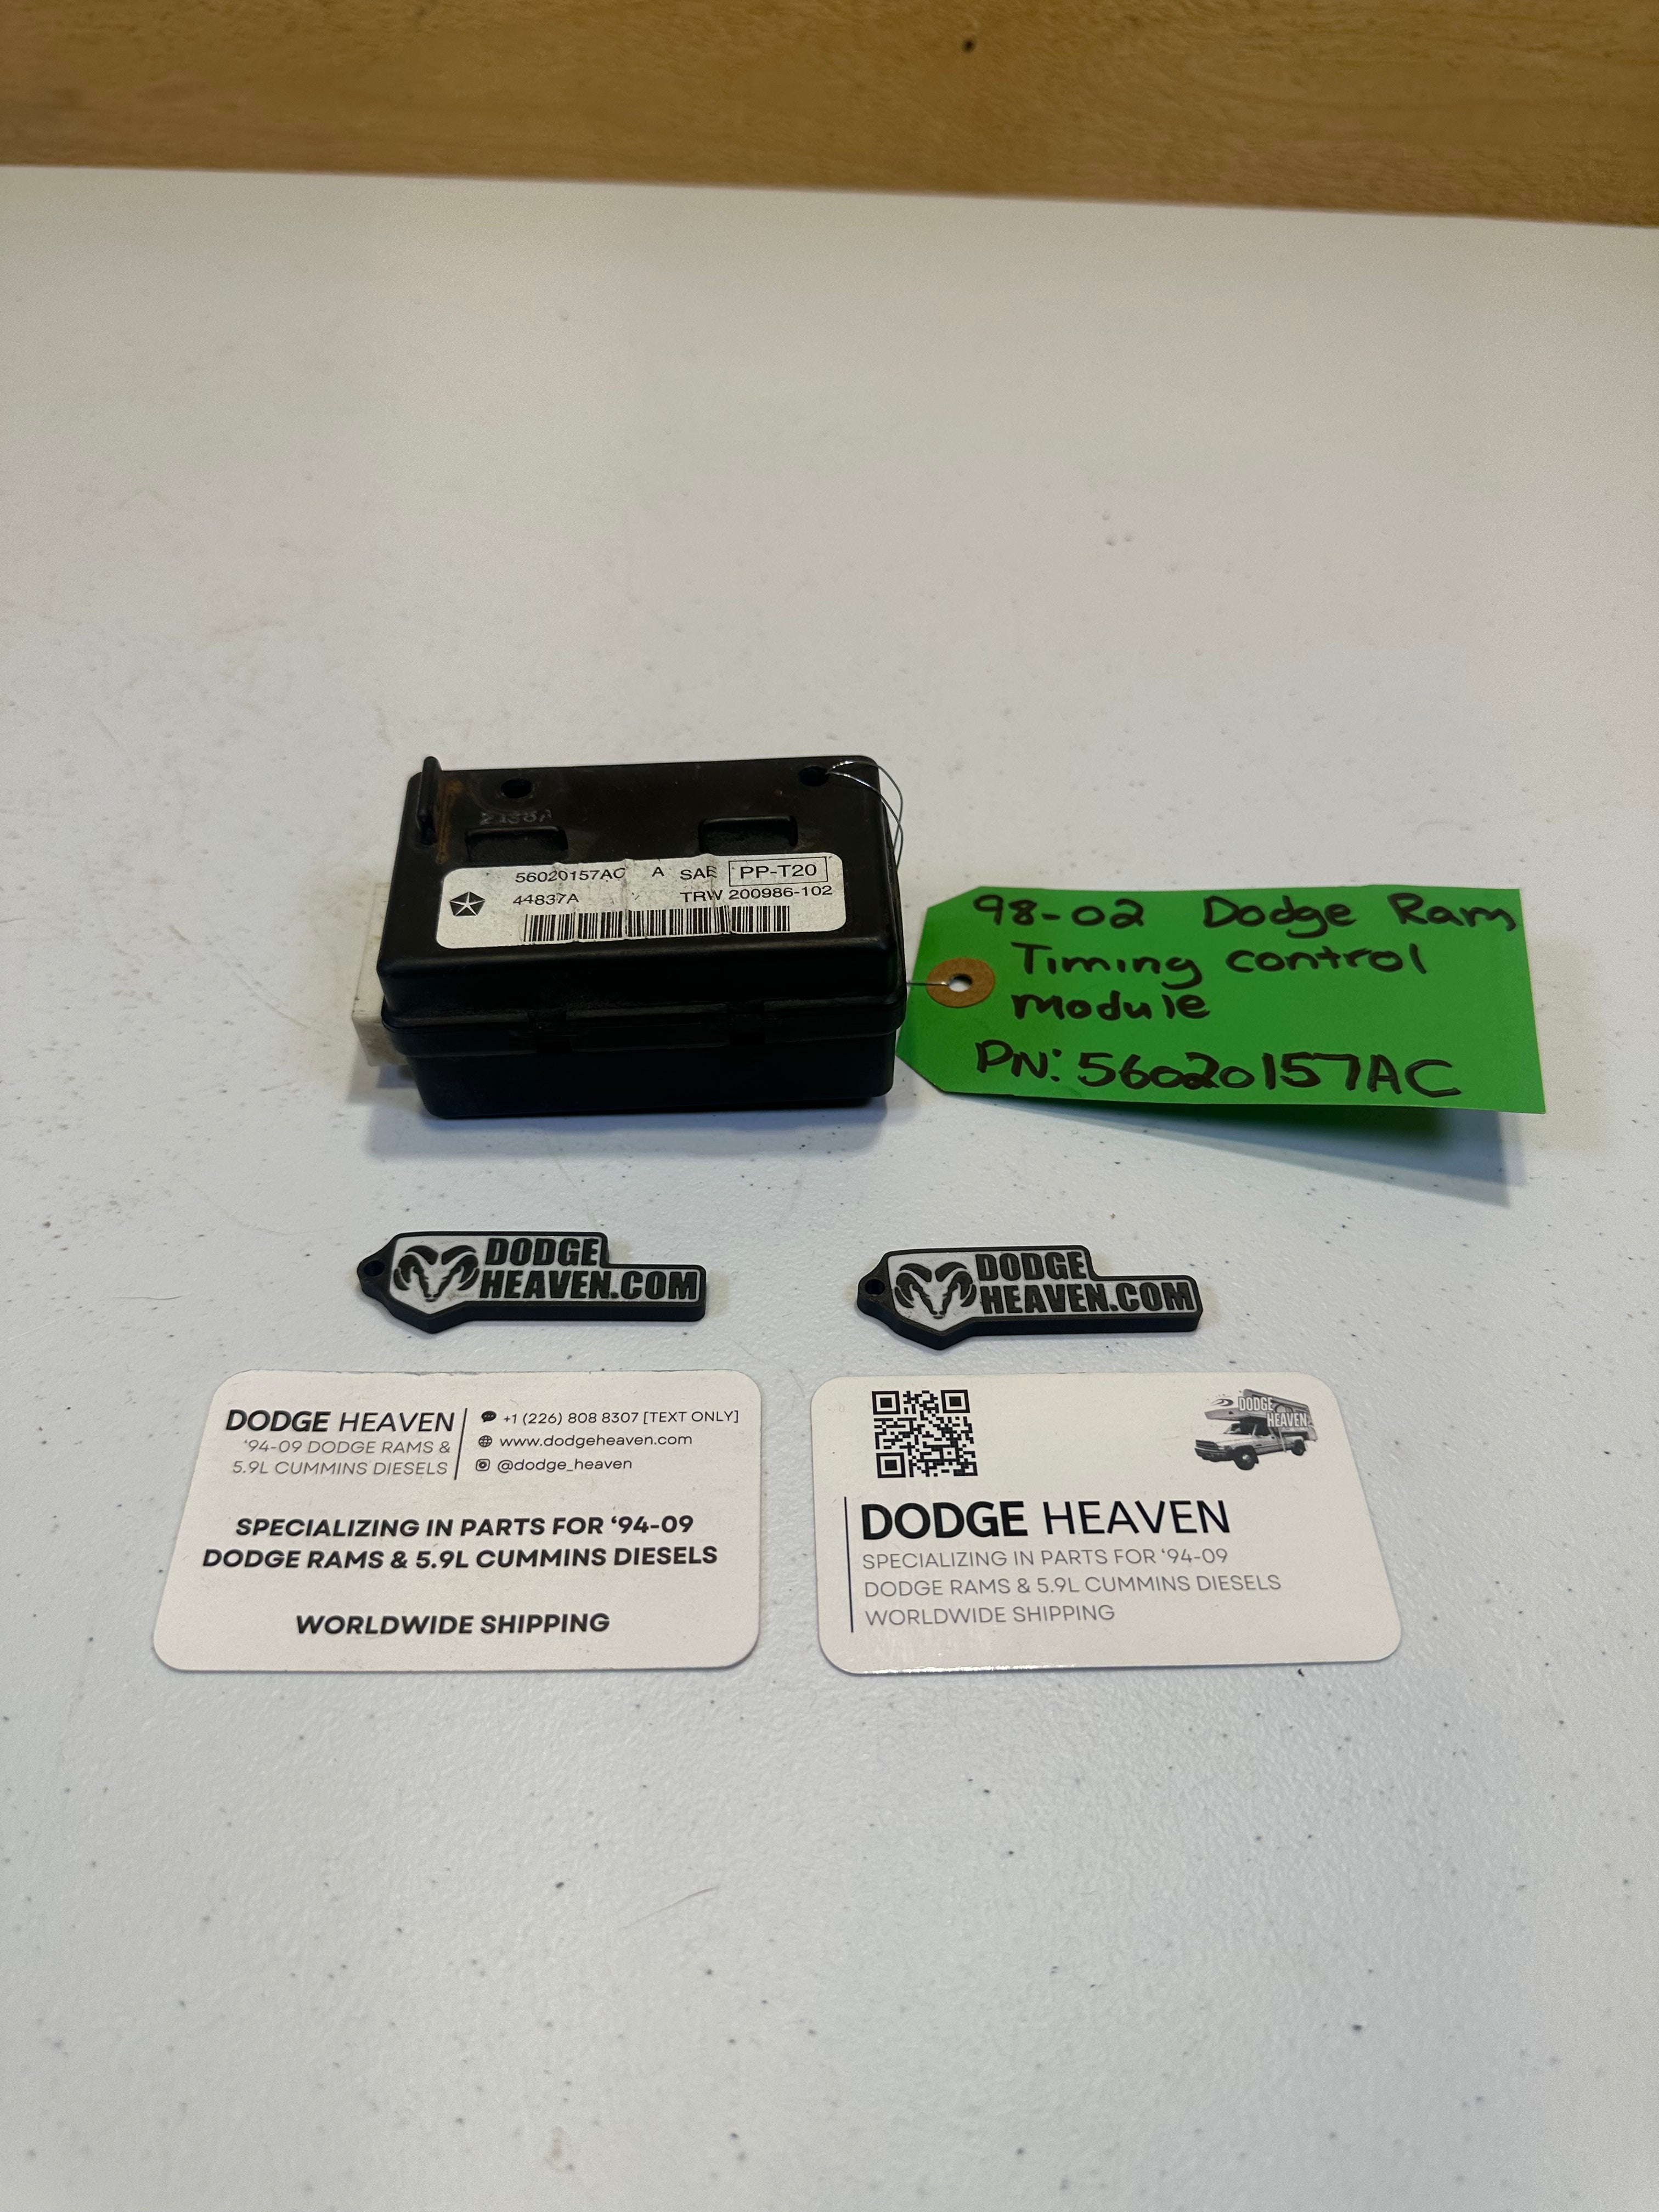 56020157AC A SAE PP-T20
44837A TRW 200986-102
98-02 Dodge Ram
Timing control
module
PN: 56020157AC
DODGE
HEAVEN.COM
DODGE
HEAVEN.COM
DODGE HEAVEN
'94-09 DODGE RAMS &
5.9L CUMMINS DIESELS
+1 (226) 808 8307 [TEXT ONLY]
www.dodgeheaven.com
@dodge_heaven
SPECIALIZING IN PARTS FOR '94-09
DODGE RAMS & 5.9L CUMMINS DIESELS
WORLDWIDE SHIPPING
DODGE
HEAVEN
DODGE HEAVEN
SPECIALIZING IN PARTS FOR '94-09
DODGE RAMS & 5.9L CUMMINS DIESELS
WORLDWIDE SHIPPING